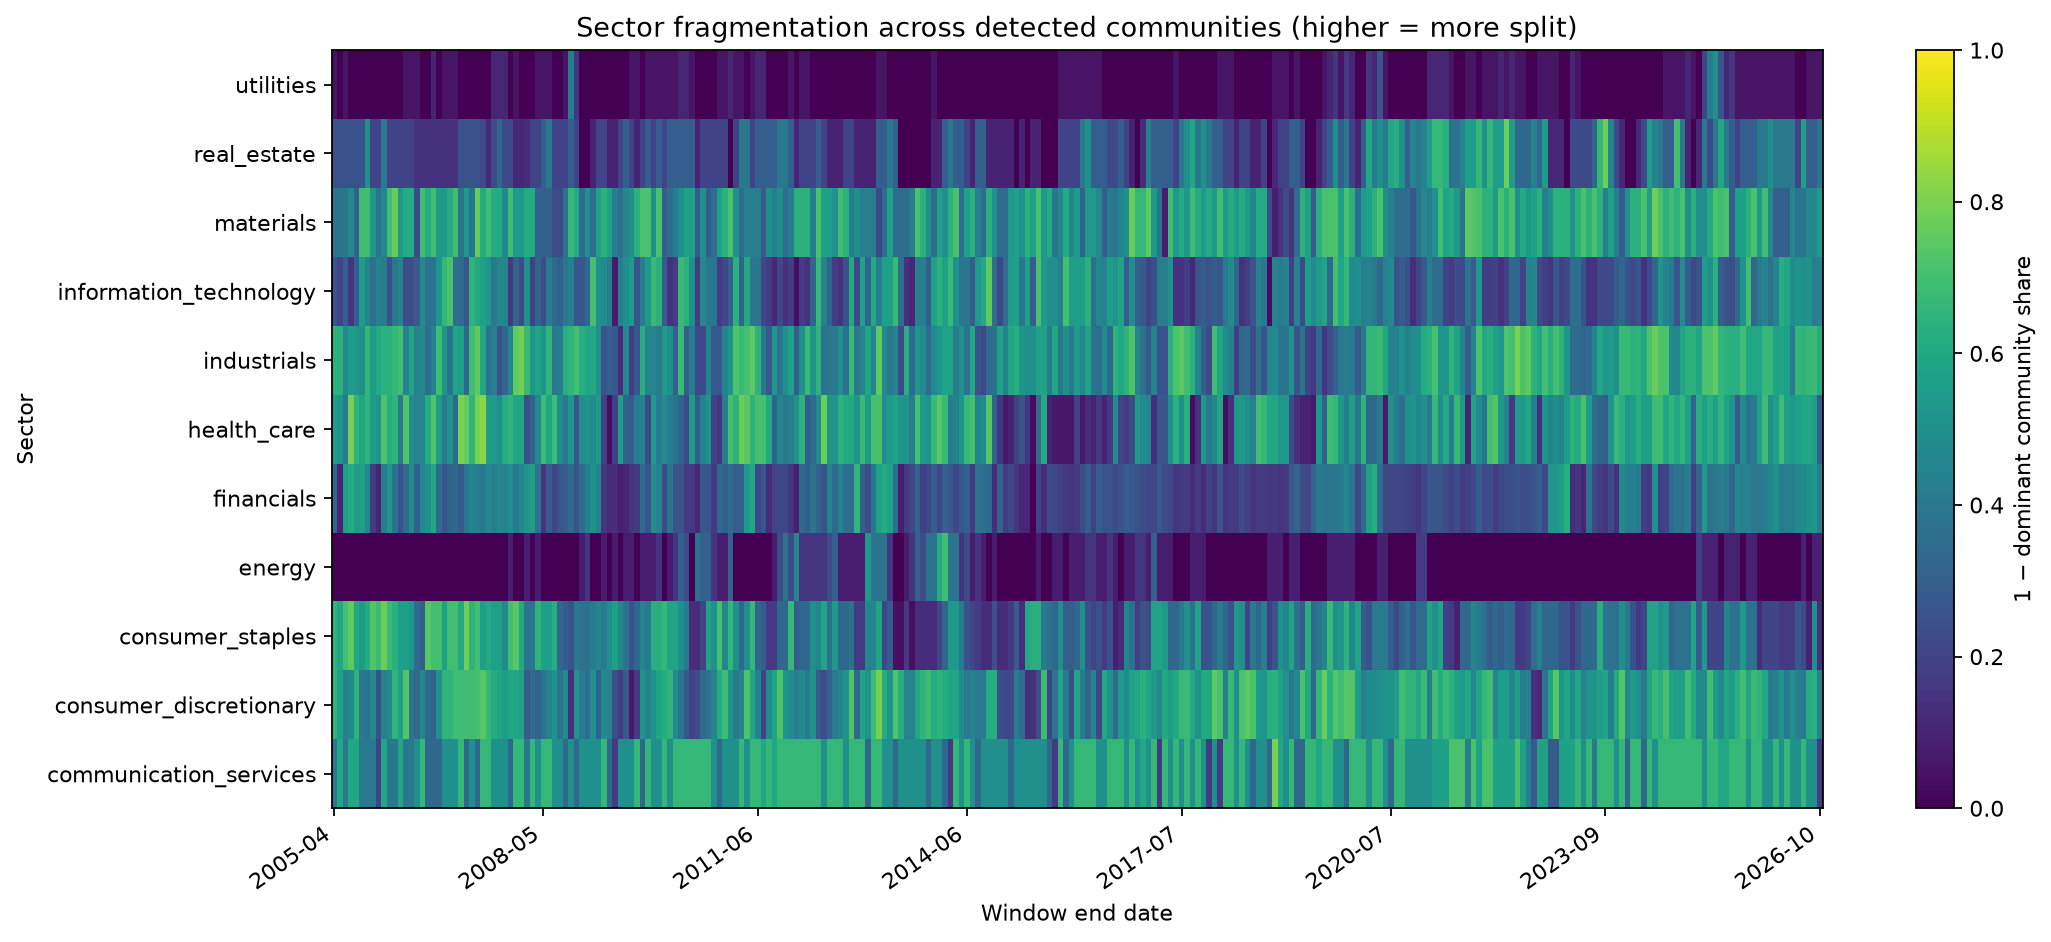 Sector fragmentation across detected communities (higher = more split)
utilities
real_estate
materials
information_technology
industrials
health_care
financials
energy
consumer_staples
consumer_discretionary
communication_services
Sector
2005-04
2008-05
2011-06
2014-06
2017-07
2020-07
2023-09
2026-10
Window end date
1.0
0.8
0.6
0.4
0.2
0.0
1 − dominant community share